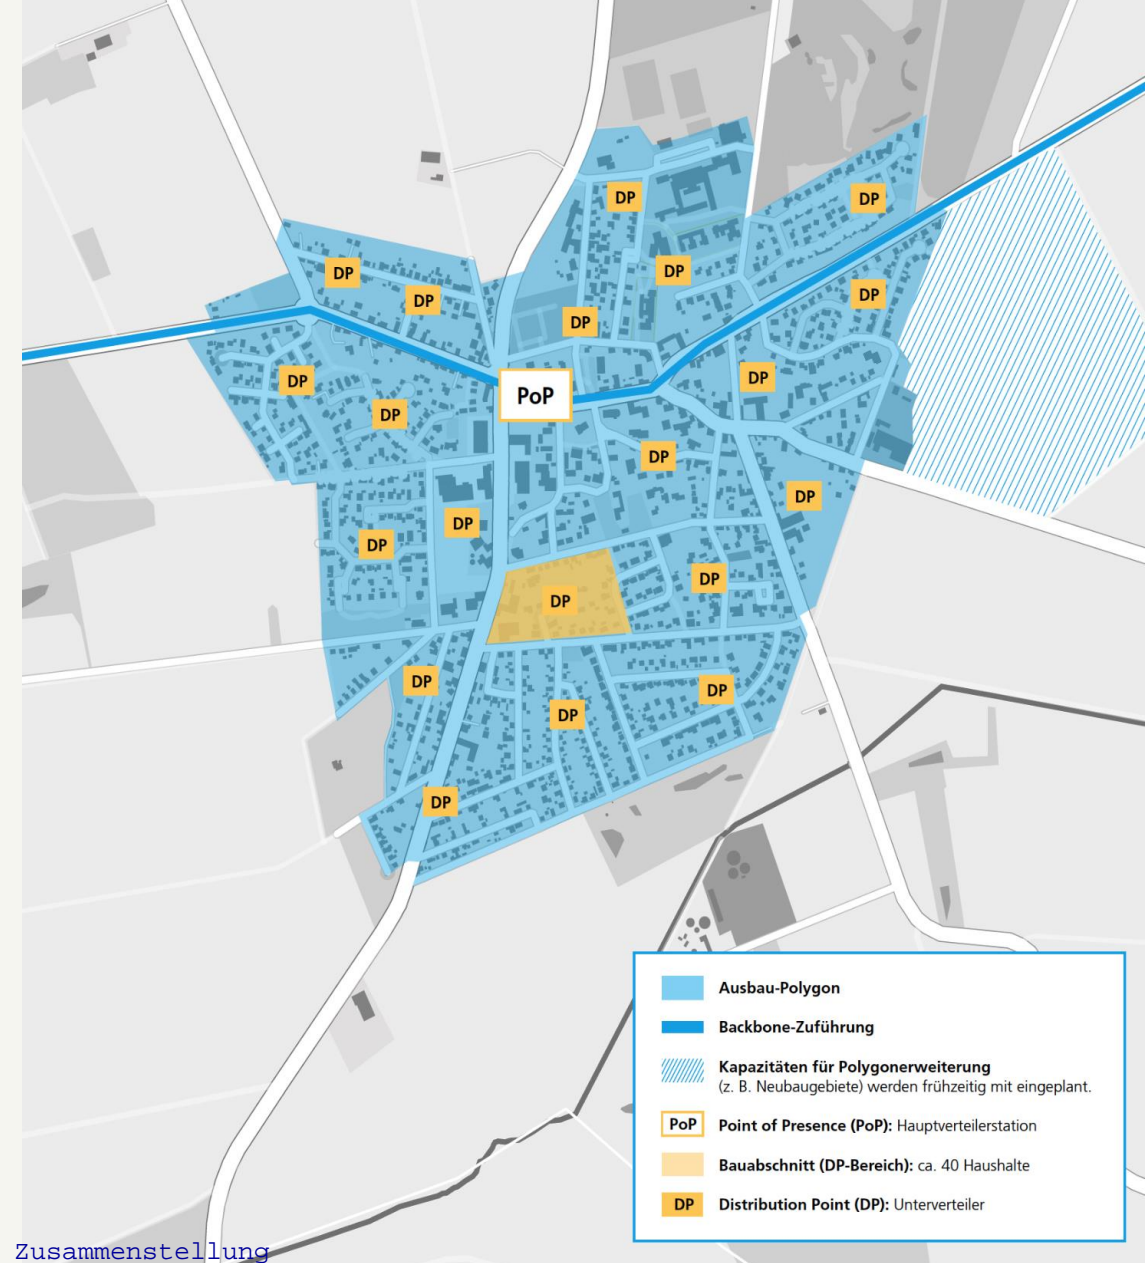 DP
DP
DP
DP
DP
DP
DP
DP
DP
PoP
DP
DP
DP
DP
DP
DP
DP
DP
DP
DP
DP
Ausbau-Polygon
Backbone-Zuführung
Kapazitäten für Polygonerweiterung
(z. B. Neubaugebiete) werden frühzeitig mit eingeplant.
PoP Point of Presence (PoP): Hauptverteilerstation
Bauabschnitt (DP-Bereich): ca. 40 Haushalte
DP Distribution Point (DP): Unterverteiler
Zusammenstellung